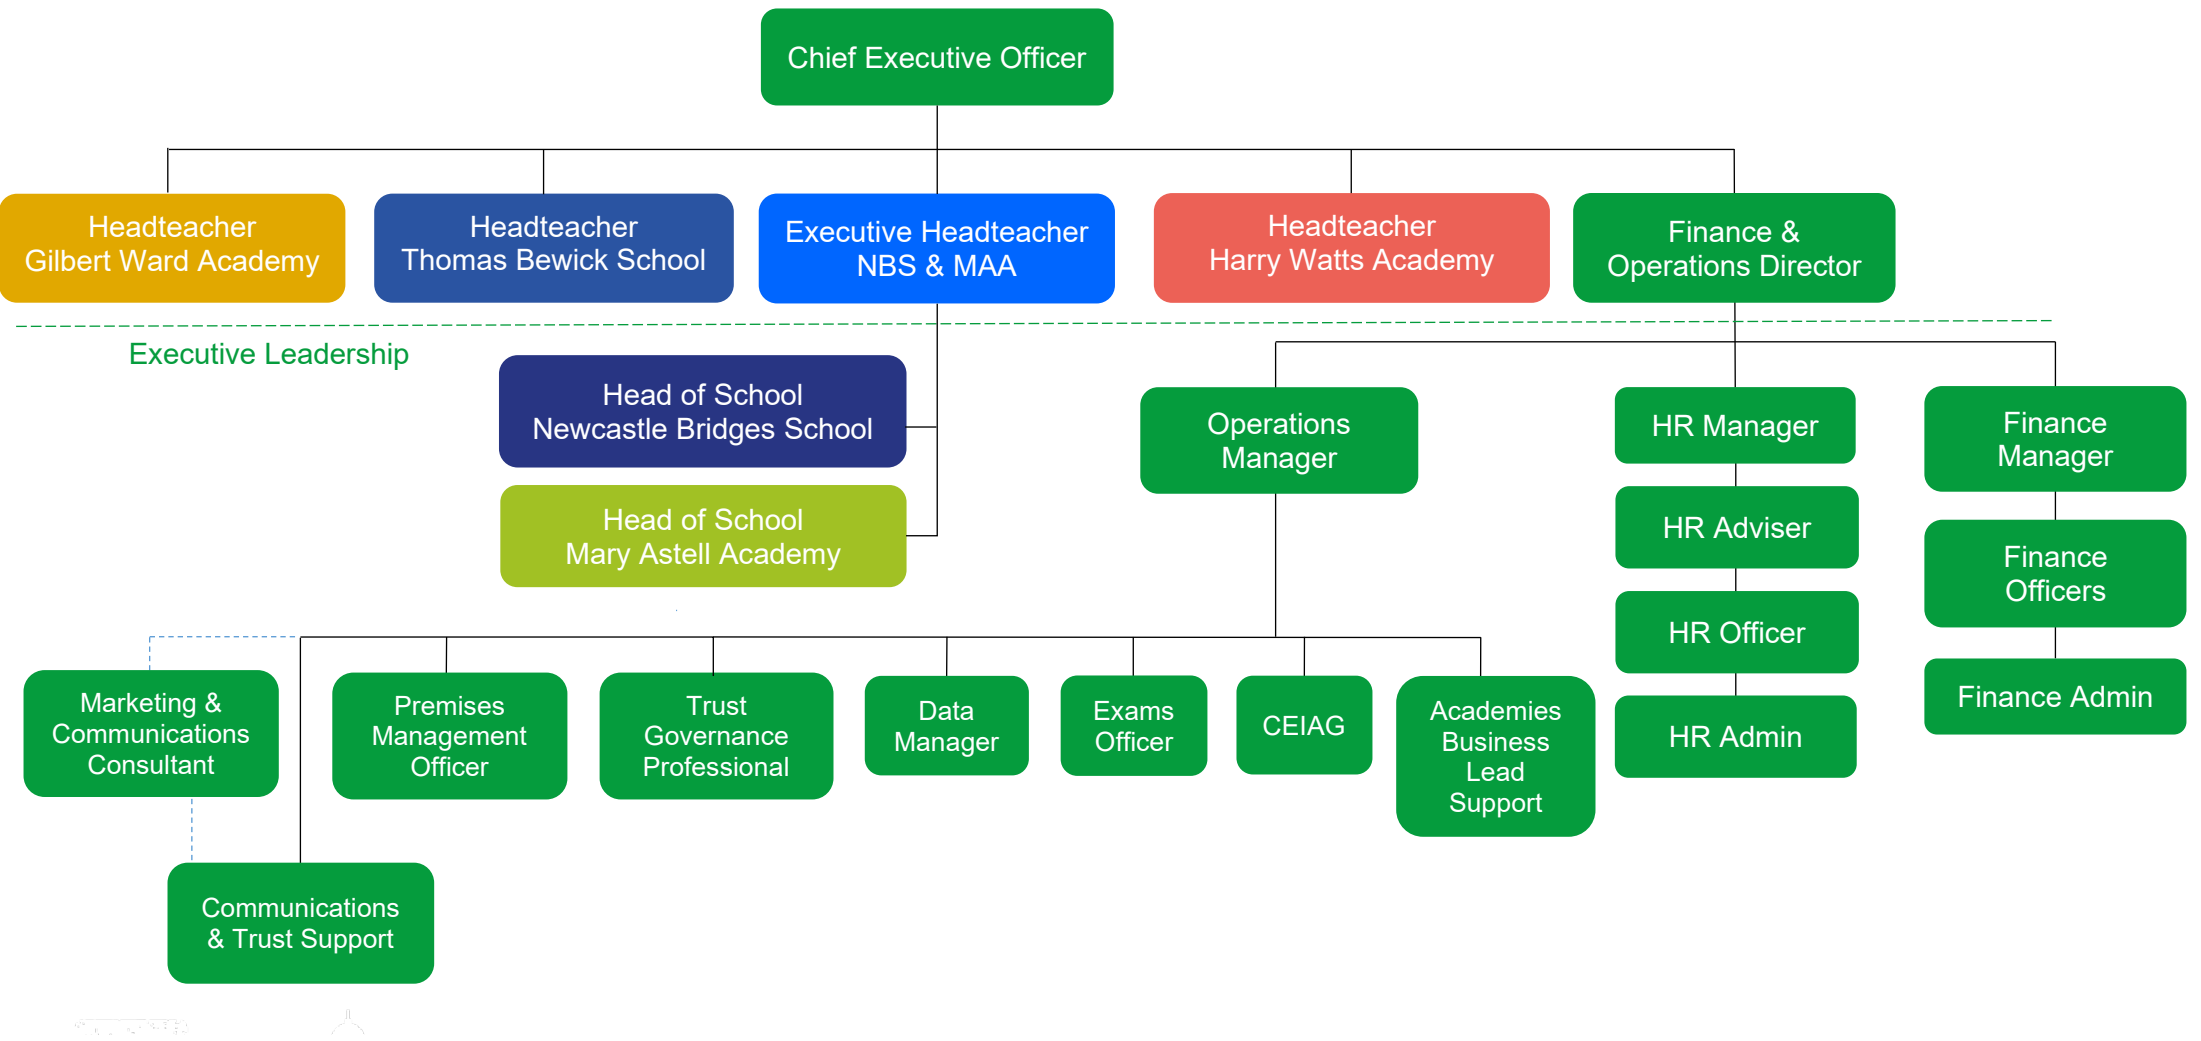 Chief Executive Officer
Headteacher
Gilbert Ward Academy
Headteacher
Thomas Bewick School
Executive Headteacher
NBS & MAA
Headteacher
Harry Watts Academy
Finance &
Operations Director
Executive Leadership
Head of School
Newcastle Bridges School
Head of School
Mary Astell Academy
Operations
Manager
HR Manager
HR Adviser
HR Officer
HR Admin
Finance
Manager
Finance
Officers
Finance Admin
Marketing &
Communications
Consultant
Premises
Management
Officer
Trust
Governance
Professional
Data
Manager
Exams
Officer
CEIAG
Academies
Business
Lead
Support
Communications
& Trust Support